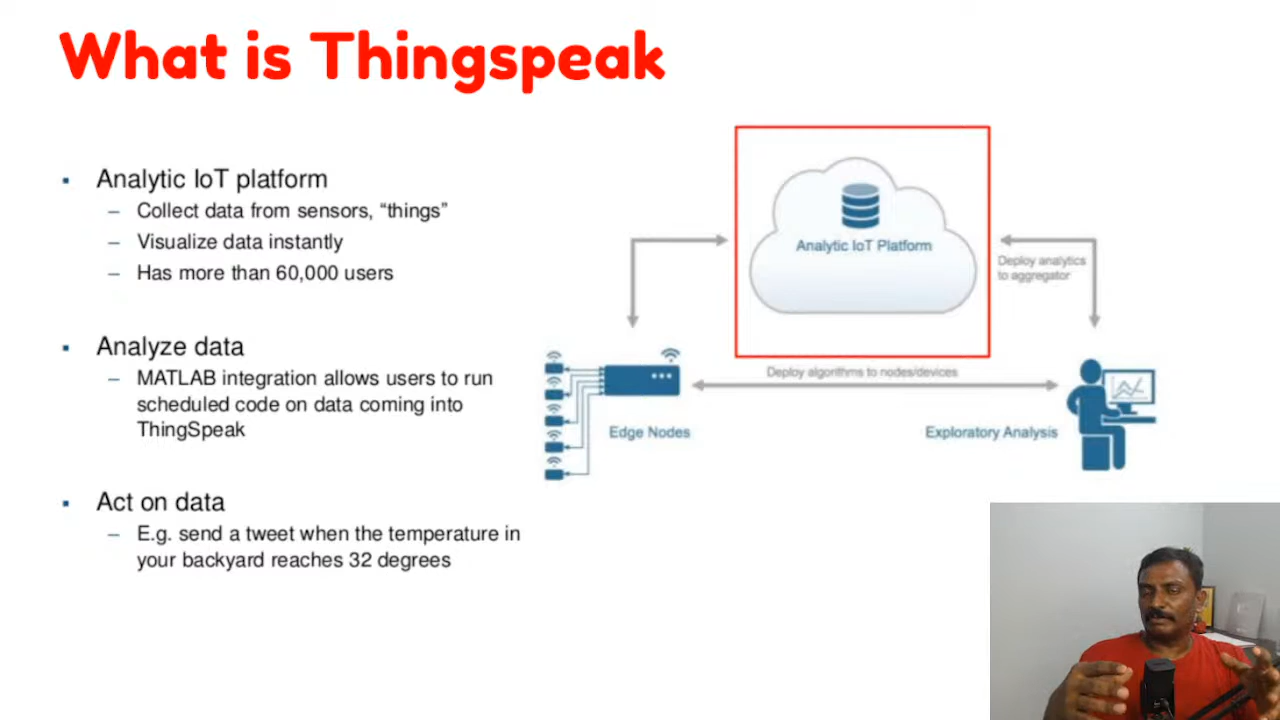 What is Thingspeak
▪ Analytic IoT platform
– Collect data from sensors, “things”
– Visualize data instantly
– Has more than 60,000 users
▪ Analyze data
– MATLAB integration allows users to run
scheduled code on data coming into
ThingSpeak
▪ Act on data
– E.g. send a tweet when the temperature in
your backyard reaches 32 degrees
Analytic IoT Platform
Deploy analytics
to aggregator
Deploy algorithms to nodes/devices
Edge Nodes
Exploratory Analysis